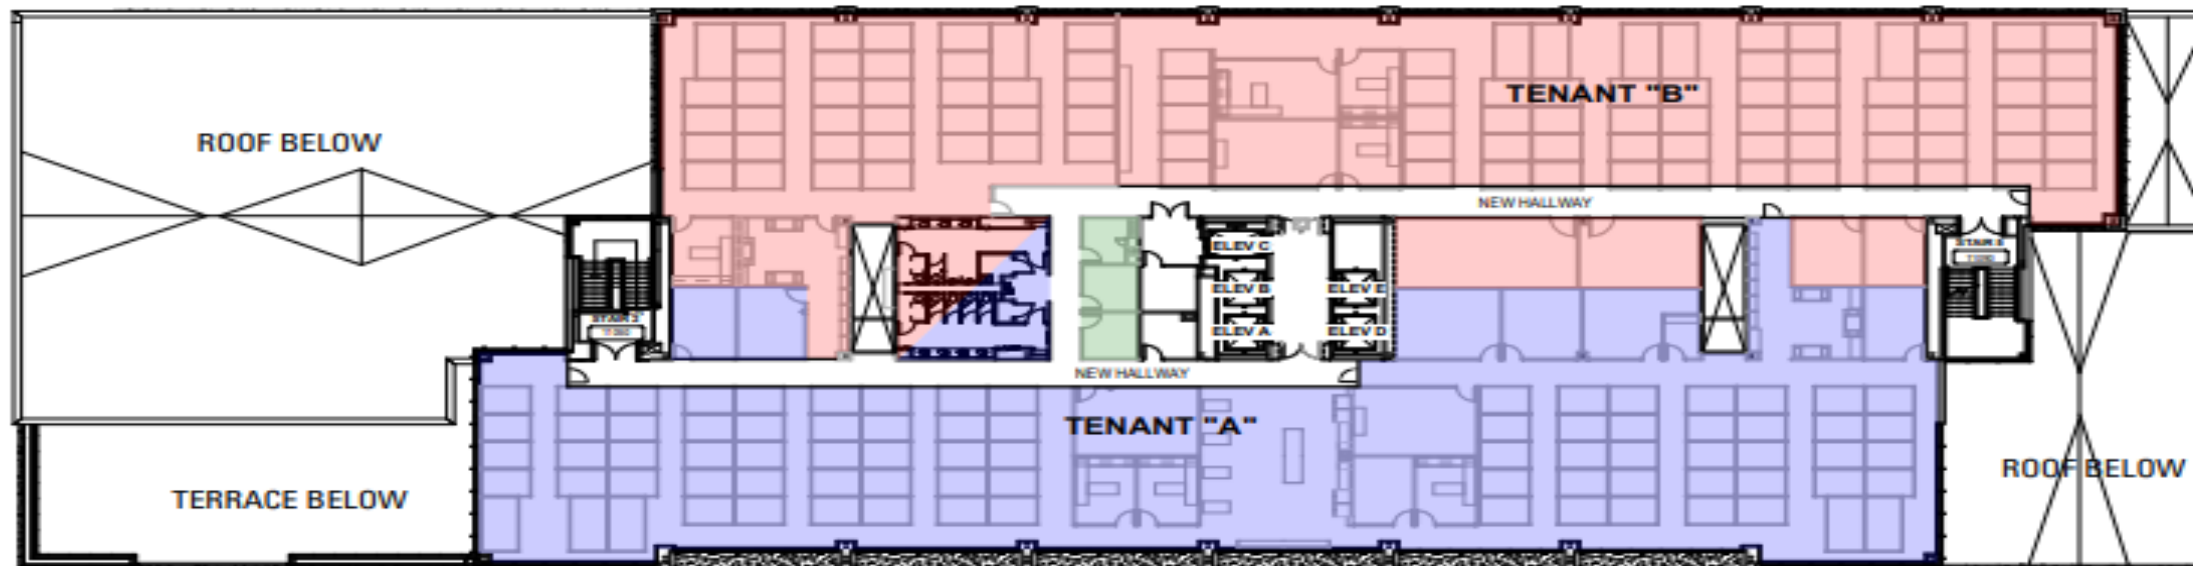 TENANT "B"
ROOF BELOW
NEW HALLWAY
ELEV C
ELEV B
ELEV E
ELEV A
ELEV D
NEW HALLWAY
TENANT "A"
ROOF BELOW
TERRACE BELOW